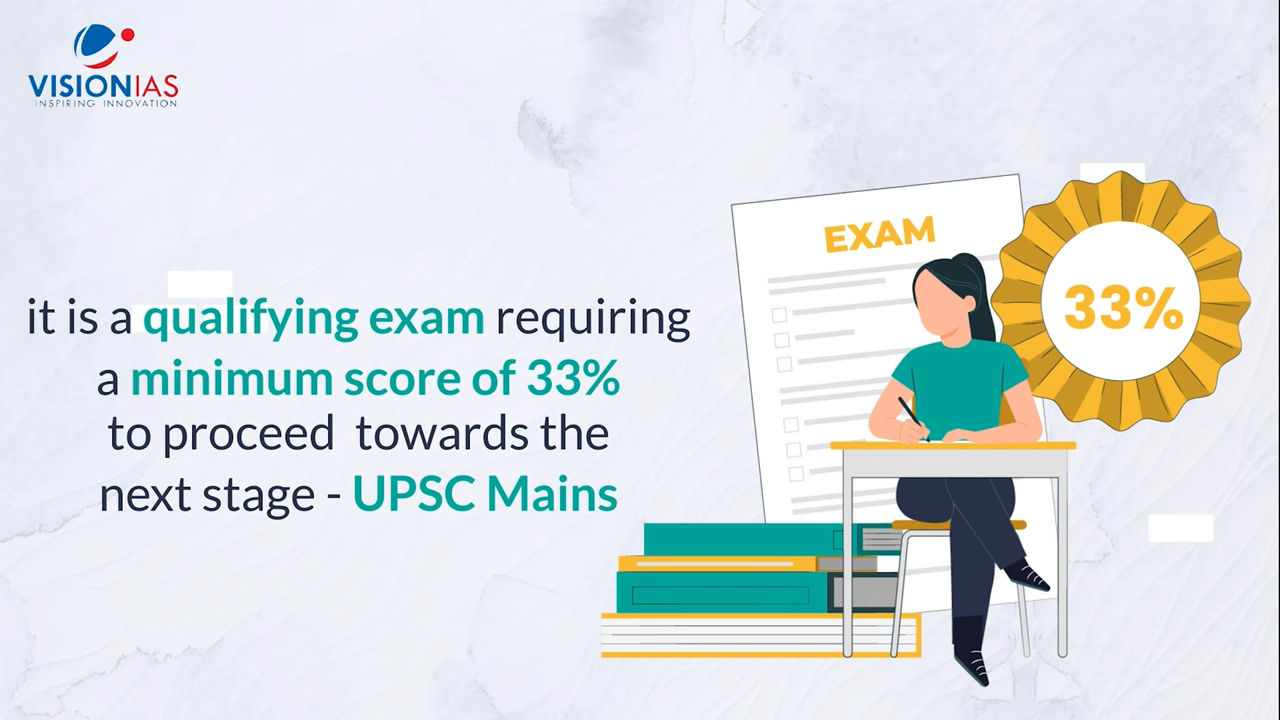 VISIONIAS
INSPIRING INNOVATION
it is a qualifying exam requiring
a minimum score of 33%
to proceed towards the
next stage - UPSC Mains
EXAM
33%